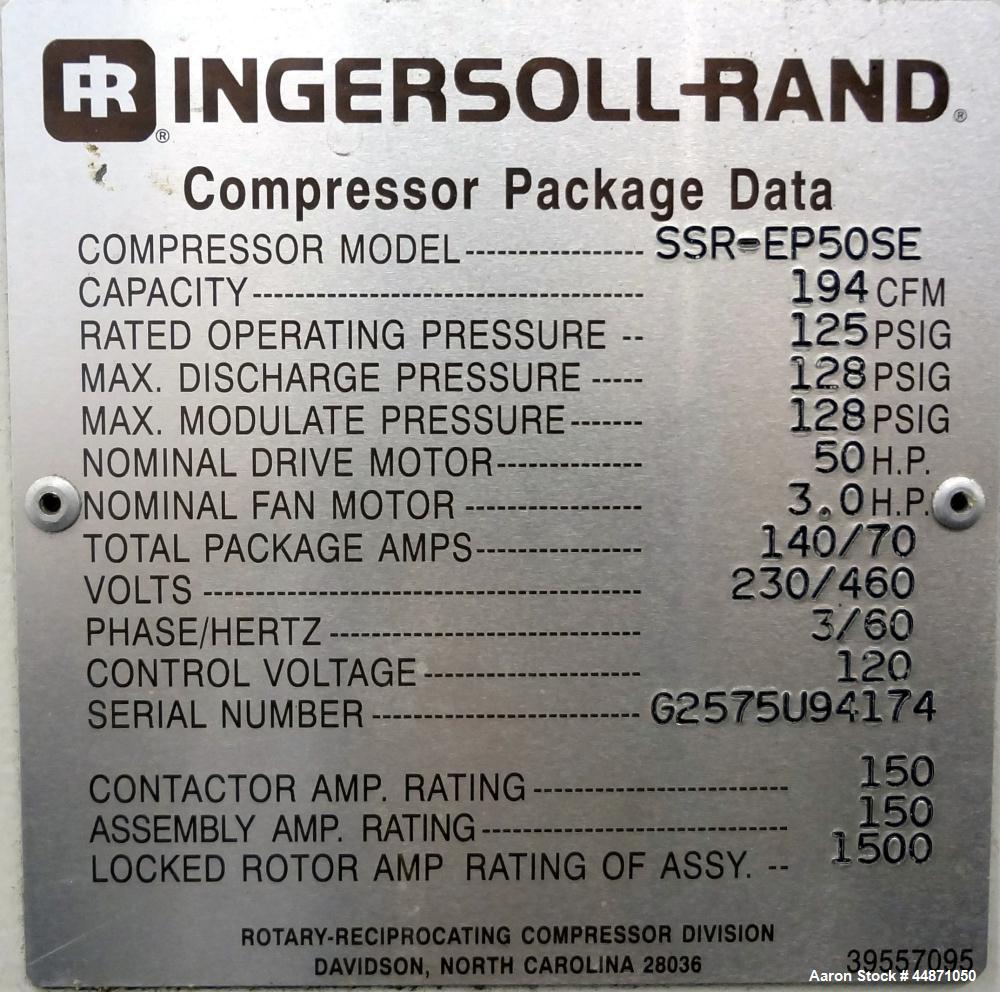 IR® INGERSOLL-RAND®
Compressor Package Data
COMPRESSOR MODEL---------------- SSR-EP50SE
CAPACITY-------------------------------------- 194 CFM
RATED OPERATING PRESSURE -- 125 PSIG
MAX. DISCHARGE PRESSURE ----- 128 PSIG
MAX. MODULATE PRESSURE------- 128 PSIG
NOMINAL DRIVE MOTOR-------------- 50 H.P.
NOMINAL FAN MOTOR ---------------- 3.0 H.P.
TOTAL PACKAGE AMPS---------------- 140/70
VOLTS ------------------------------------------ 230/460
PHASE/HERTZ ------------------------------ 3/60
CONTROL VOLTAGE--------------------- 120
SERIAL NUMBER -------------------------- G2575U94174
CONTACTOR AMP. RATING------------------------- 150
ASSEMBLY AMP. RATING------------------------------ 150
LOCKED ROTOR AMP RATING OF ASSY. -- 1500
ROTARY-RECIPROCATING COMPRESSOR DIVISION
DAVIDSON, NORTH CAROLINA 28036
39557095
Aaron Stock # 44871050